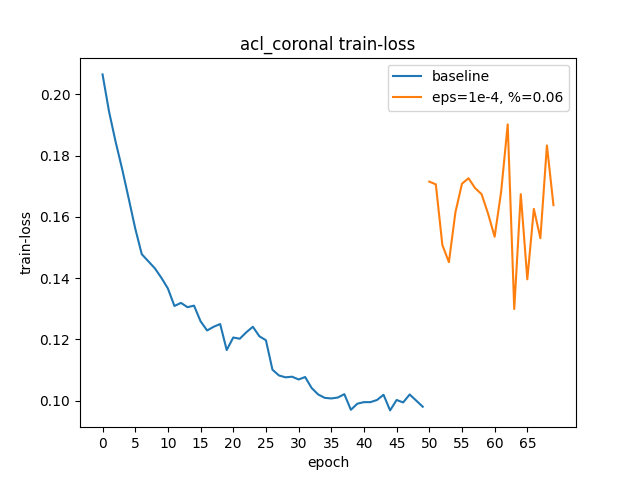 acl_coronal train-loss
baseline
eps=1e-4, %=0.06
train-loss
0.20
0.18
0.16
0.14
0.12
0.10
0 5 10 15 20 25 30 35 40 45 50 55 60 65
epoch